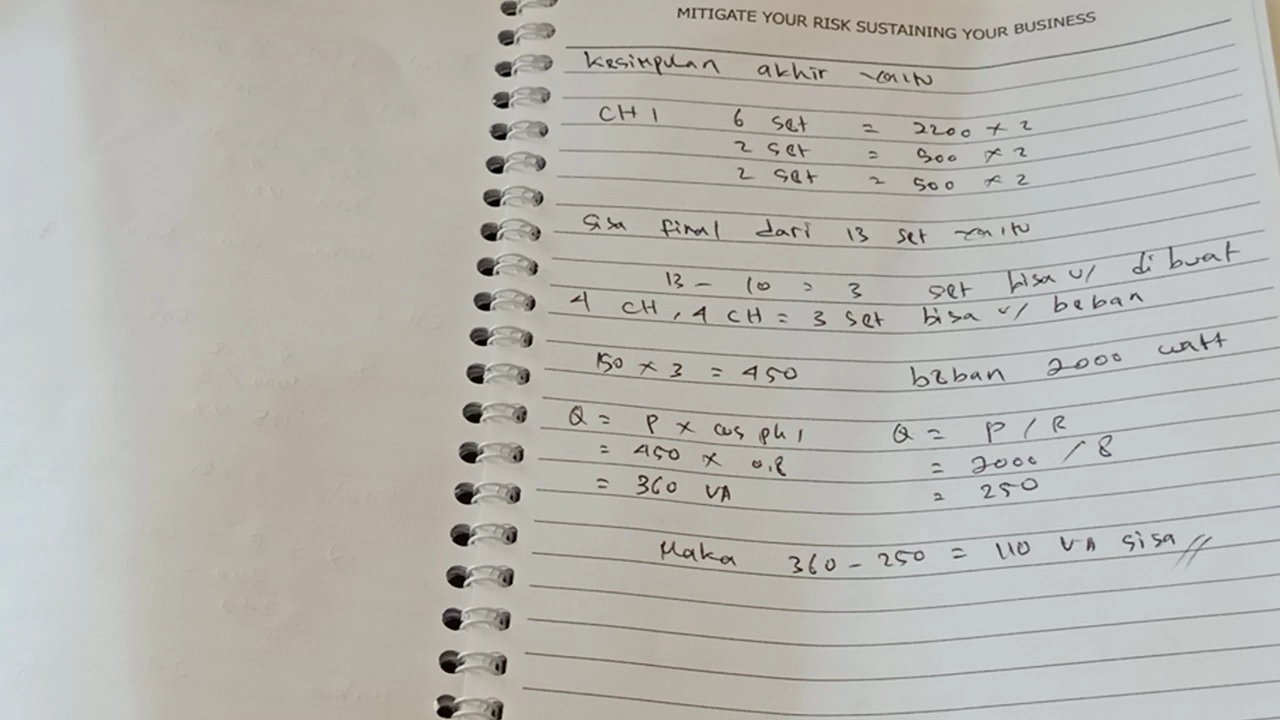 MITIGATE YOUR RISK SUSTAINING YOUR BUSINESS
kesimpulan akhir
CH 1 6 set = 2200 x 2
2 set = 500 x 2
2 set = 500 x 2
sisa final dari 13 set
13 - 10 = 3 set bisa u/ di buat
4 CH, 4 CH = 3 set bisa u/ beban
150 x 3 = 450 beban 2000 watt
Q = P x cos phi Q = P / R
= 450 x 0,8 = 2000 / 8
= 360 VA = 250
Maka 360 - 250 = 110 VA sisa //